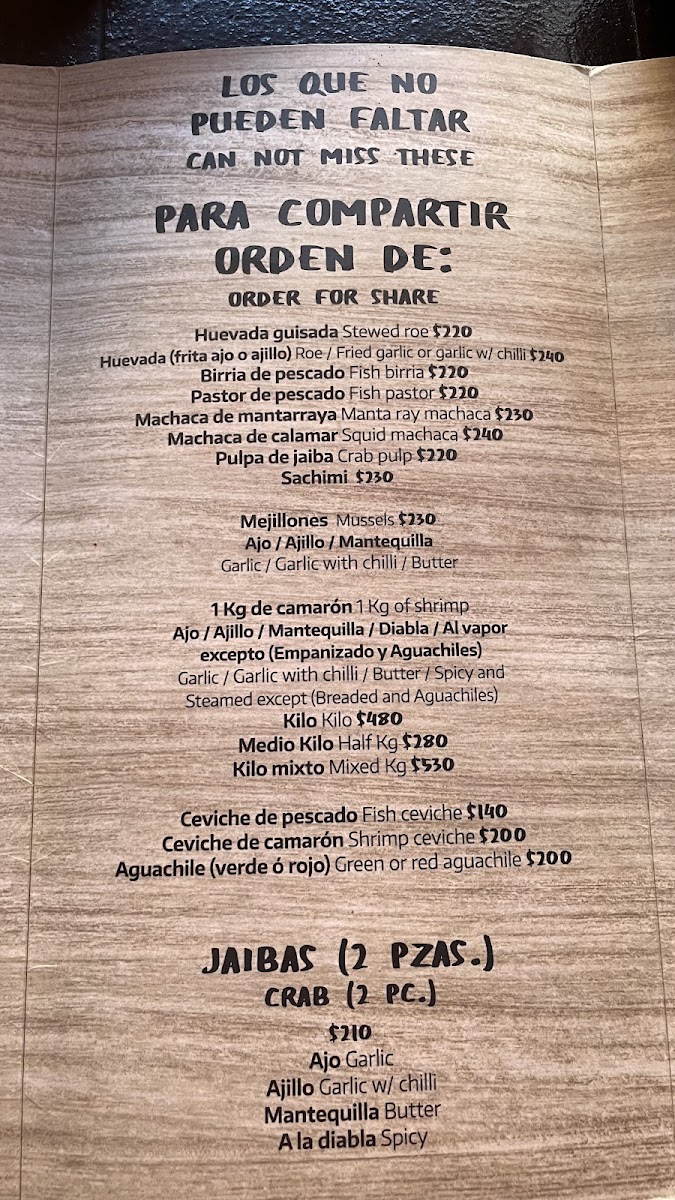 LOS QUE NO
PUEDEN FALTAR
CAN NOT MISS THESE
PARA COMPARTIR
ORDEN DE:
ORDER FOR SHARE
Huevada guisada Stewed roe $220
Huevada (frita ajo o ajillo) Roe / Fried garlic or garlic w/ chilli $240
Birria de pescado Fish birria $220
Pastor de pescado Fish pastor $220
Machaca de mantarraya Manta ray machaca $230
Machaca de calamar Squid machaca $240
Pulpa de jaiba Crab pulp $220
Sachimi $230
Mejillones Mussels $230
Ajo / Ajillo / Mantequilla
Garlic / Garlic with chilli / Butter
1 Kg de camarón 1 Kg of shrimp
Ajo / Ajillo / Mantequilla / Diabla / Al vapor
excepto (Empanizado y Aguachiles)
Garlic / Garlic with chilli / Butter / Spicy and
Steamed except (Breaded and Aguachiles)
Kilo Kilo $480
Medio Kilo Half Kg $280
Kilo mixto Mixed Kg $530
Ceviche de pescado Fish ceviche $140
Ceviche de camarón Shrimp ceviche $200
Aguachile (verde ó rojo) Green or red aguachile $200
JAIBAS (2 PZAS.)
CRAB (2 PC.)
$210
Ajo Garlic
Ajillo Garlic w/ chilli
Mantequilla Butter
A la diabla Spicy